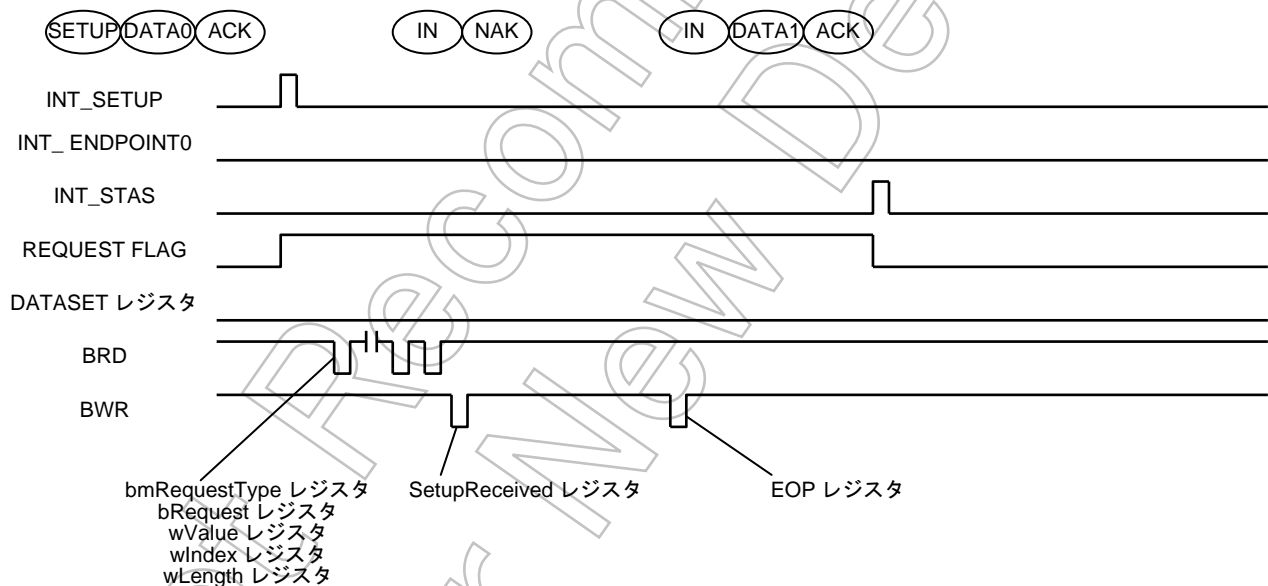 SETUP DATA0 ACK IN NAK IN DATA1 ACK
INT_SETUP
INT_ ENDPOINT0
INT_STAS
REQUEST FLAG
DATASET レジスタ
BRD
BWR
bmRequestType レジスタ SetupReceived レジスタ EOP レジスタ
bRequest レジスタ
wValue レジスタ
wIndex レジスタ
wLength レジスタ